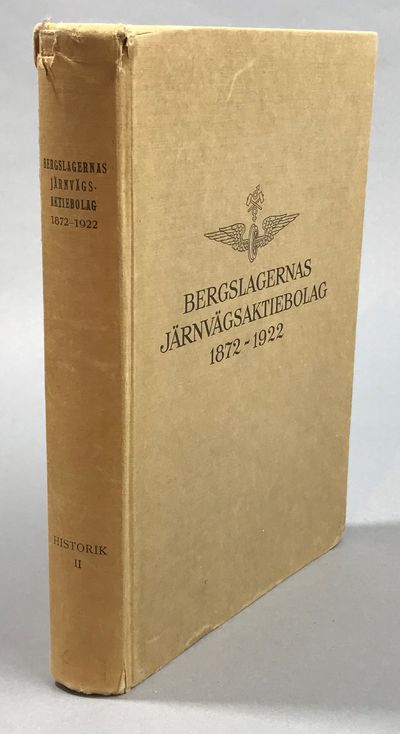 BERGSLAGERNAS
JÄRNVÄGS-
AKTIEBOLAG
1872-1922
HISTORIK
II
BERGSLAGERNAS
JÄRNVÄGSAKTIEBOLAG
1872-1922